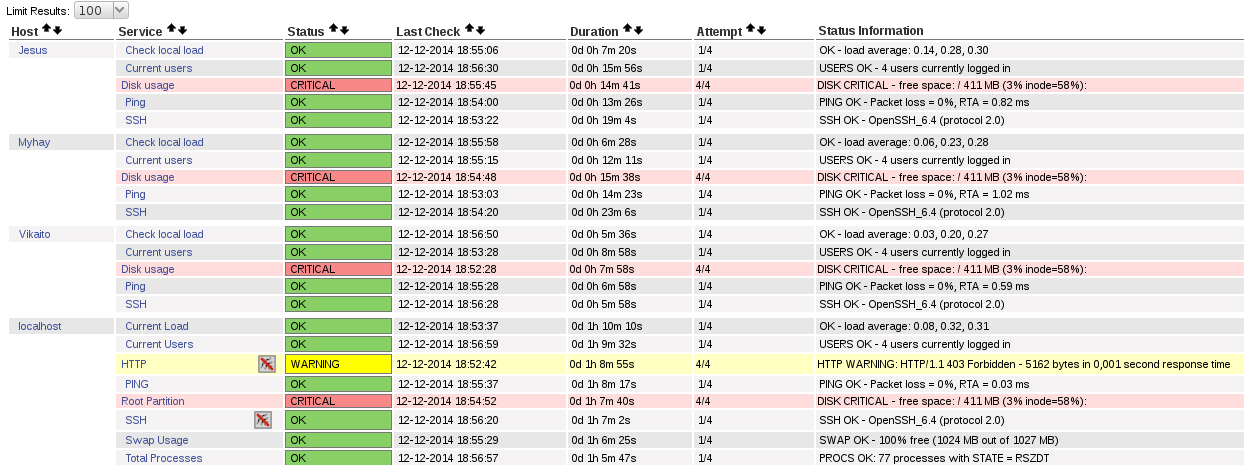 Limit Results: 100
Host Service Status Last Check Duration Attempt Status Information
Jesus Check local load OK 12-12-2014 18:55:06 0d 0h 7m 20s 1/4 OK - load average: 0.14, 0.28, 0.30
Current users OK 12-12-2014 18:56:30 0d 0h 15m 56s 1/4 USERS OK - 4 users currently logged in
Disk usage CRITICAL 12-12-2014 18:55:45 0d 0h 14m 41s 4/4 DISK CRITICAL - free space: / 411 MB (3% inode=58%):
Ping OK 12-12-2014 18:54:00 0d 0h 13m 26s 1/4 PING OK - Packet loss = 0%, RTA = 0.82 ms
SSH OK 12-12-2014 18:53:22 0d 0h 19m 4s 1/4 SSH OK - OpenSSH_6.4 (protocol 2.0)
Myhay Check local load OK 12-12-2014 18:55:58 0d 0h 6m 28s 1/4 OK - load average: 0.06, 0.23, 0.28
Current users OK 12-12-2014 18:55:15 0d 0h 12m 11s 1/4 USERS OK - 4 users currently logged in
Disk usage CRITICAL 12-12-2014 18:54:48 0d 0h 15m 38s 4/4 DISK CRITICAL - free space: / 411 MB (3% inode=58%):
Ping OK 12-12-2014 18:53:03 0d 0h 14m 23s 1/4 PING OK - Packet loss = 0%, RTA = 1.02 ms
SSH OK 12-12-2014 18:54:20 0d 0h 23m 6s 1/4 SSH OK - OpenSSH_6.4 (protocol 2.0)
Vikaito Check local load OK 12-12-2014 18:56:50 0d 0h 5m 36s 1/4 OK - load average: 0.03, 0.20, 0.27
Current users OK 12-12-2014 18:53:28 0d 0h 8m 58s 1/4 USERS OK - 4 users currently logged in
Disk usage CRITICAL 12-12-2014 18:52:28 0d 0h 7m 58s 4/4 DISK CRITICAL - free space: / 411 MB (3% inode=58%):
Ping OK 12-12-2014 18:55:28 0d 0h 6m 58s 1/4 PING OK - Packet loss = 0%, RTA = 0.59 ms
SSH OK 12-12-2014 18:56:28 0d 0h 5m 58s 1/4 SSH OK - OpenSSH_6.4 (protocol 2.0)
localhost Current Load OK 12-12-2014 18:53:37 0d 1h 10m 10s 1/4 OK - load average: 0.08, 0.32, 0.31
Current Users OK 12-12-2014 18:56:59 0d 1h 9m 32s 1/4 USERS OK - 4 users currently logged in
HTTP WARNING 12-12-2014 18:52:42 0d 1h 8m 55s 4/4 HTTP WARNING: HTTP/1.1 403 Forbidden - 5162 bytes in 0,001 second response time
PING OK 12-12-2014 18:55:37 0d 1h 8m 17s 1/4 PING OK - Packet loss = 0%, RTA = 0.03 ms
Root Partition CRITICAL 12-12-2014 18:54:52 0d 1h 7m 40s 4/4 DISK CRITICAL - free space: / 411 MB (3% inode=58%):
SSH OK 12-12-2014 18:56:20 0d 1h 7m 2s 1/4 SSH OK - OpenSSH_6.4 (protocol 2.0)
Swap Usage OK 12-12-2014 18:55:29 0d 1h 6m 25s 1/4 SWAP OK - 100% free (1024 MB out of 1027 MB)
Total Processes OK 12-12-2014 18:56:57 0d 1h 5m 47s 1/4 PROCS OK: 77 processes with STATE = RSZDT